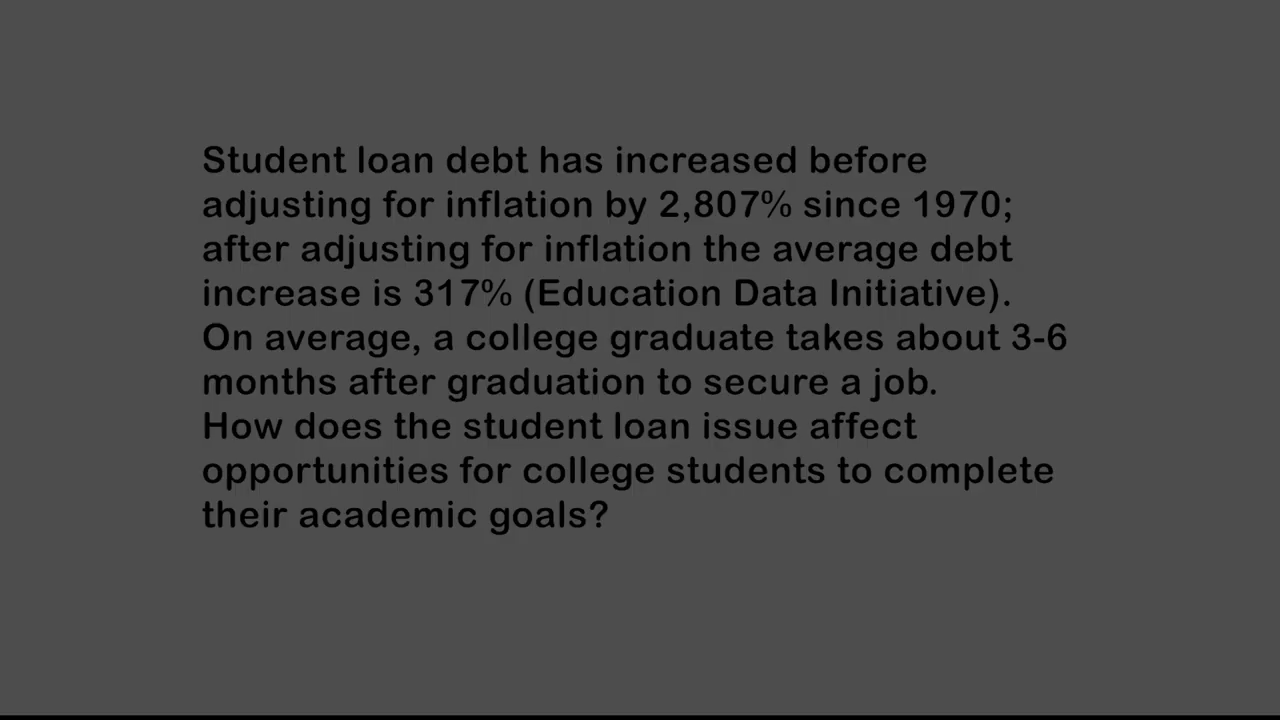 Student loan debt has increased before
adjusting for inflation by 2,807% since 1970;
after adjusting for inflation the average debt
increase is 317% (Education Data Initiative).
On average, a college graduate takes about 3-6
months after graduation to secure a job.
How does the student loan issue affect
opportunities for college students to complete
their academic goals?